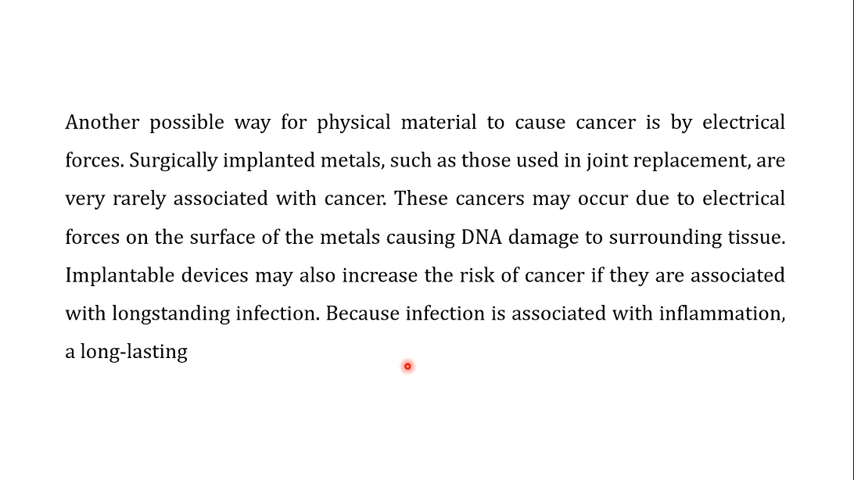 Another possible way for physical material to cause cancer is by electrical
forces. Surgically implanted metals, such as those used in joint replacement, are
very rarely associated with cancer. These cancers may occur due to electrical
forces on the surface of the metals causing DNA damage to surrounding tissue.
Implantable devices may also increase the risk of cancer if they are associated
with longstanding infection. Because infection is associated with inflammation,
a long-lasting